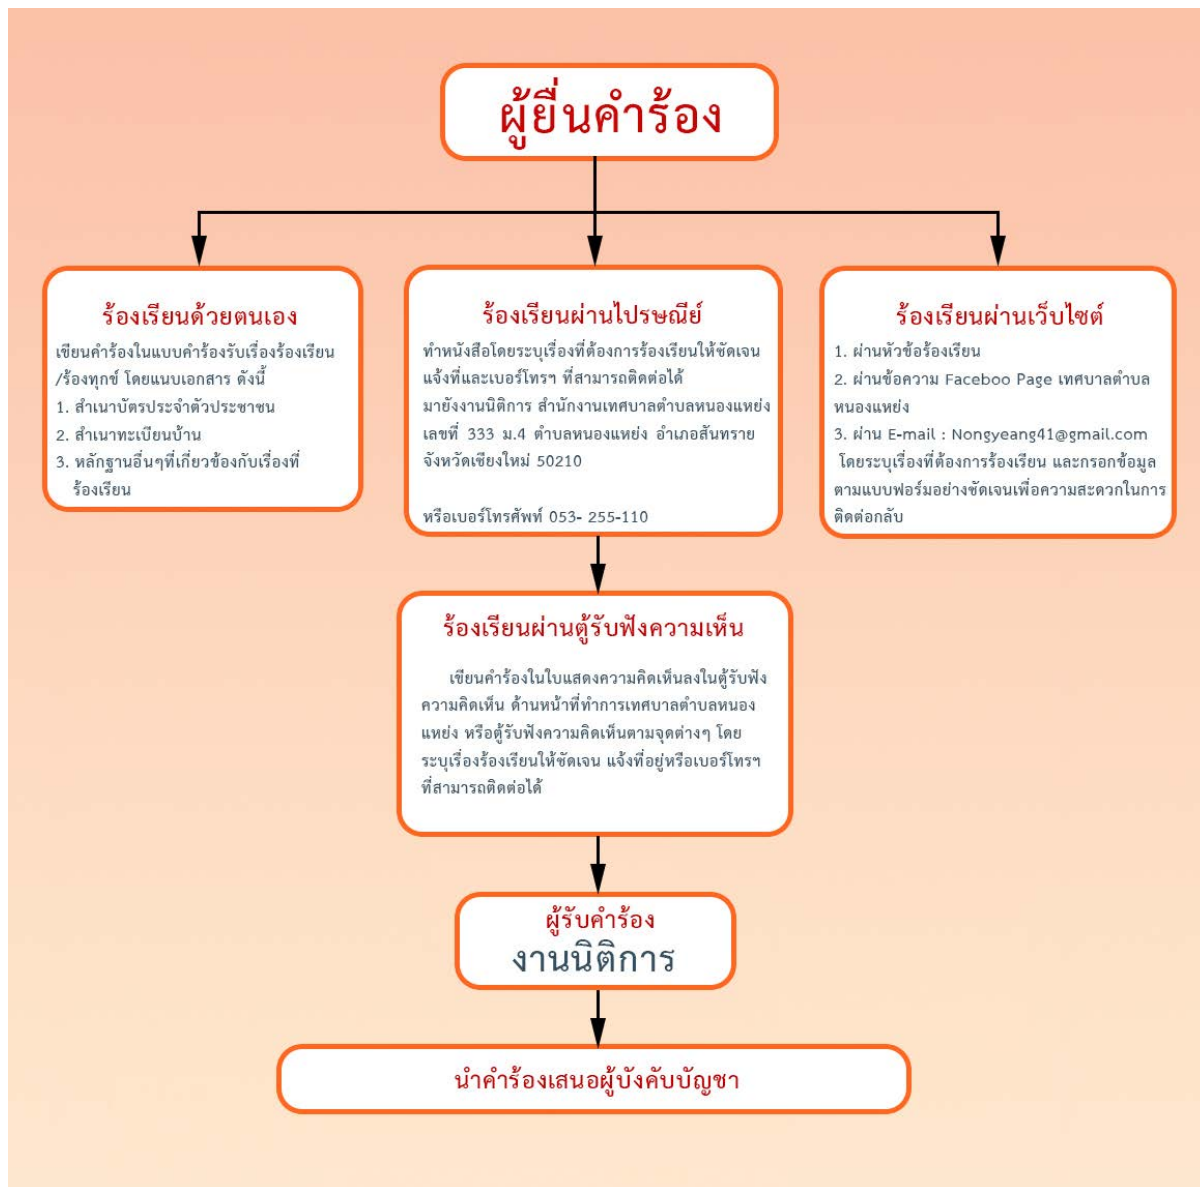 ผู้ยื่นคำร้อง
ร้องเรียนด้วยตนเอง
เขียนคำร้องในแบบคำร้องรับเรื่องร้องเรียน
/ร้องทุกข์ โดยแนบเอกสาร ดังนี้
1. สำเนาบัตรประจำตัวประชาชน
2. สำเนาทะเบียนบ้าน
3. หลักฐานอื่นๆที่เกี่ยวข้องกับเรื่องที่
ร้องเรียน
ร้องเรียนผ่านไปรษณีย์
ทำหนังสือโดยระบุเรื่องที่ต้องการร้องเรียนให้ชัดเจน
แจ้งที่และเบอร์โทรฯ ที่สามารถติดต่อได้
มายังงานนิติการ สำนักงานเทศบาลตำบลหนองแหย่ง
เลขที่ 333 ม.4 ตำบลหนองแหย่ง อำเภอสันทราย
จังหวัดเชียงใหม่ 50210
หรือเบอร์โทรศัพท์ 053- 255-110
ร้องเรียนผ่านเว็บไซต์
1. ผ่านหัวข้อร้องเรียน
2. ผ่านข้อความ Faceboo Page เทศบาลตำบล
หนองแหย่ง
3. ผ่าน E-mail : Nongyeang41@gmail.com
โดยระบุเรื่องที่ต้องการร้องเรียน และกรอกข้อมูล
ตามแบบฟอร์มอย่างชัดเจนเพื่อความสะดวกในการ
ติดต่อกลับ
ร้องเรียนผ่านตู้รับฟังความเห็น
เขียนคำร้องในใบแสดงความคิดเห็นลงในตู้รับฟัง
ความคิดเห็น ด้านหน้าที่ทำการเทศบาลตำบลหนอง
แหย่ง หรือตู้รับฟังความคิดเห็นตามจุดต่างๆ โดย
ระบุเรื่องร้องเรียนให้ชัดเจน แจ้งที่อยู่หรือเบอร์โทรฯ
ที่สามารถติดต่อได้
ผู้รับคำร้อง
งานนิติการ
นำคำร้องเสนอผู้บังคับบัญชา